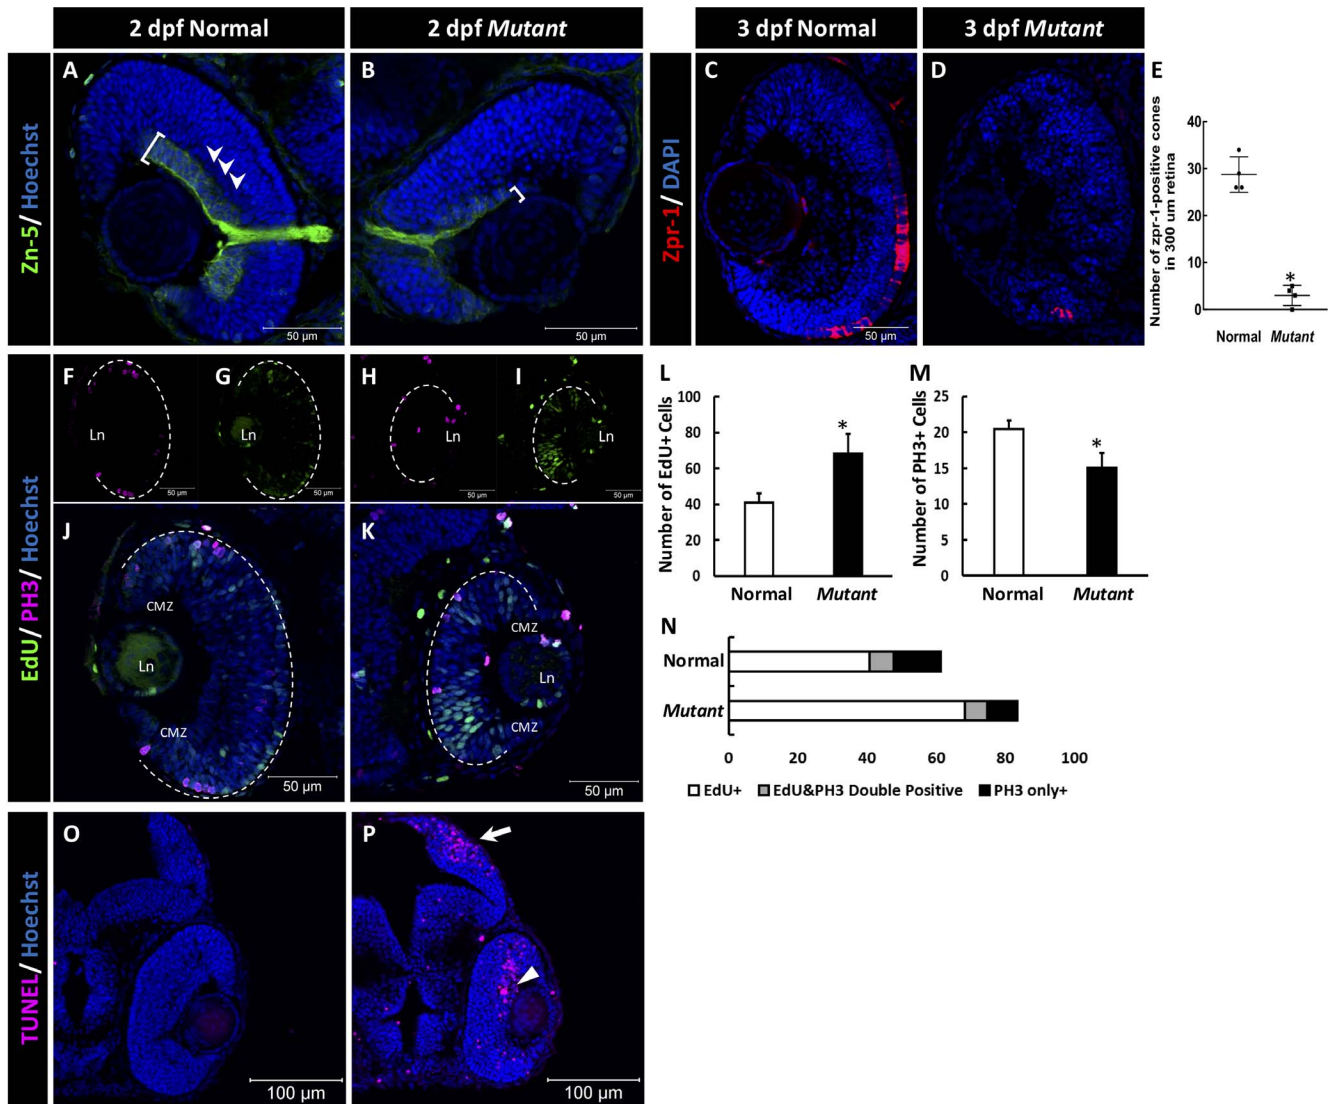 2 dpf Normal
2 dpf Mutant
3 dpf Normal
3 dpf Mutant
Zn-5/ Hoechst
A
50 µm
B
50 µm
Zpr-1/ DAPI
C
50 µm
D
E
Number of zpr-1-positive cones
in 300 um retina
40
30
20
10
0
*
Normal
Mutant
EdU/ PH3/ Hoechst
F
Ln
50 µm
G
Ln
50 µm
H
Ln
50 µm
I
Ln
50 µm
J
CMZ
Ln
CMZ
50 µm
K
CMZ
Ln
CMZ
50 µm
L
Number of EdU+ Cells
100
80
60
40
20
0
*
Normal
Mutant
M
Number of PH3+ Cells
25
20
15
10
5
0
*
Normal
Mutant
N
Normal
Mutant
0 20 40 60 80 100
EdU+ EdU&PH3 Double Positive PH3 only+
TUNEL/ Hoechst
O
100 µm
P
100 µm